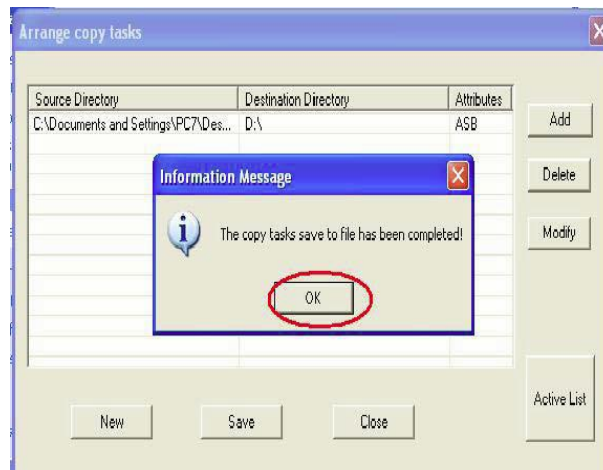 Arrange copy tasks
Source Directory Destination Directory Attributes
C:\Documents and Settings\PC7\Des... D:\ ASB
Add
Information Message
Delete
The copy tasks save to file has been completed!
Modify
OK
Active List
New Save Close